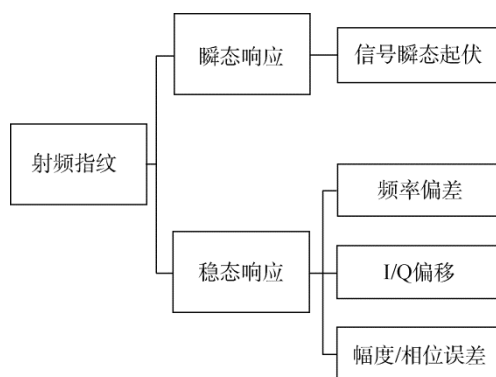 瞬态响应
信号瞬态起伏
射频指纹
频率偏差
稳态响应
I/Q偏移
幅度/相位误差